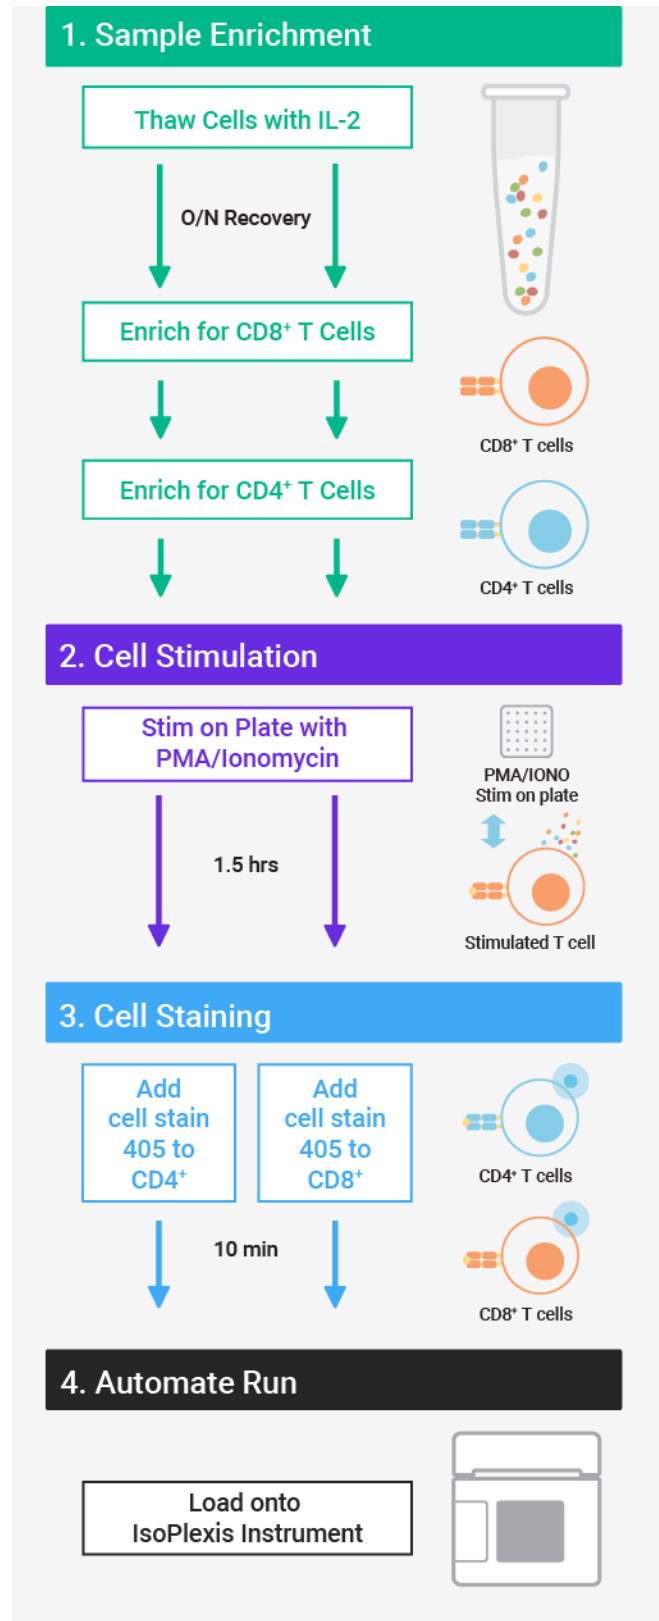 1. Sample Enrichment
Thaw Cells with IL-2
O/N Recovery
Enrich for CD8⁺ T Cells
CD8⁺ T cells
Enrich for CD4⁺ T Cells
CD4⁺ T cells
2. Cell Stimulation
Stim on Plate with
PMA/Ionomycin
PMA/IONO
Stim on plate
1.5 hrs
Stimulated T cell
3. Cell Staining
Add
cell stain
405 to
CD4⁺
Add
cell stain
405 to
CD8⁺
CD4⁺ T cells
10 min
CD8⁺ T cells
4. Automate Run
Load onto
IsoPlexis Instrument